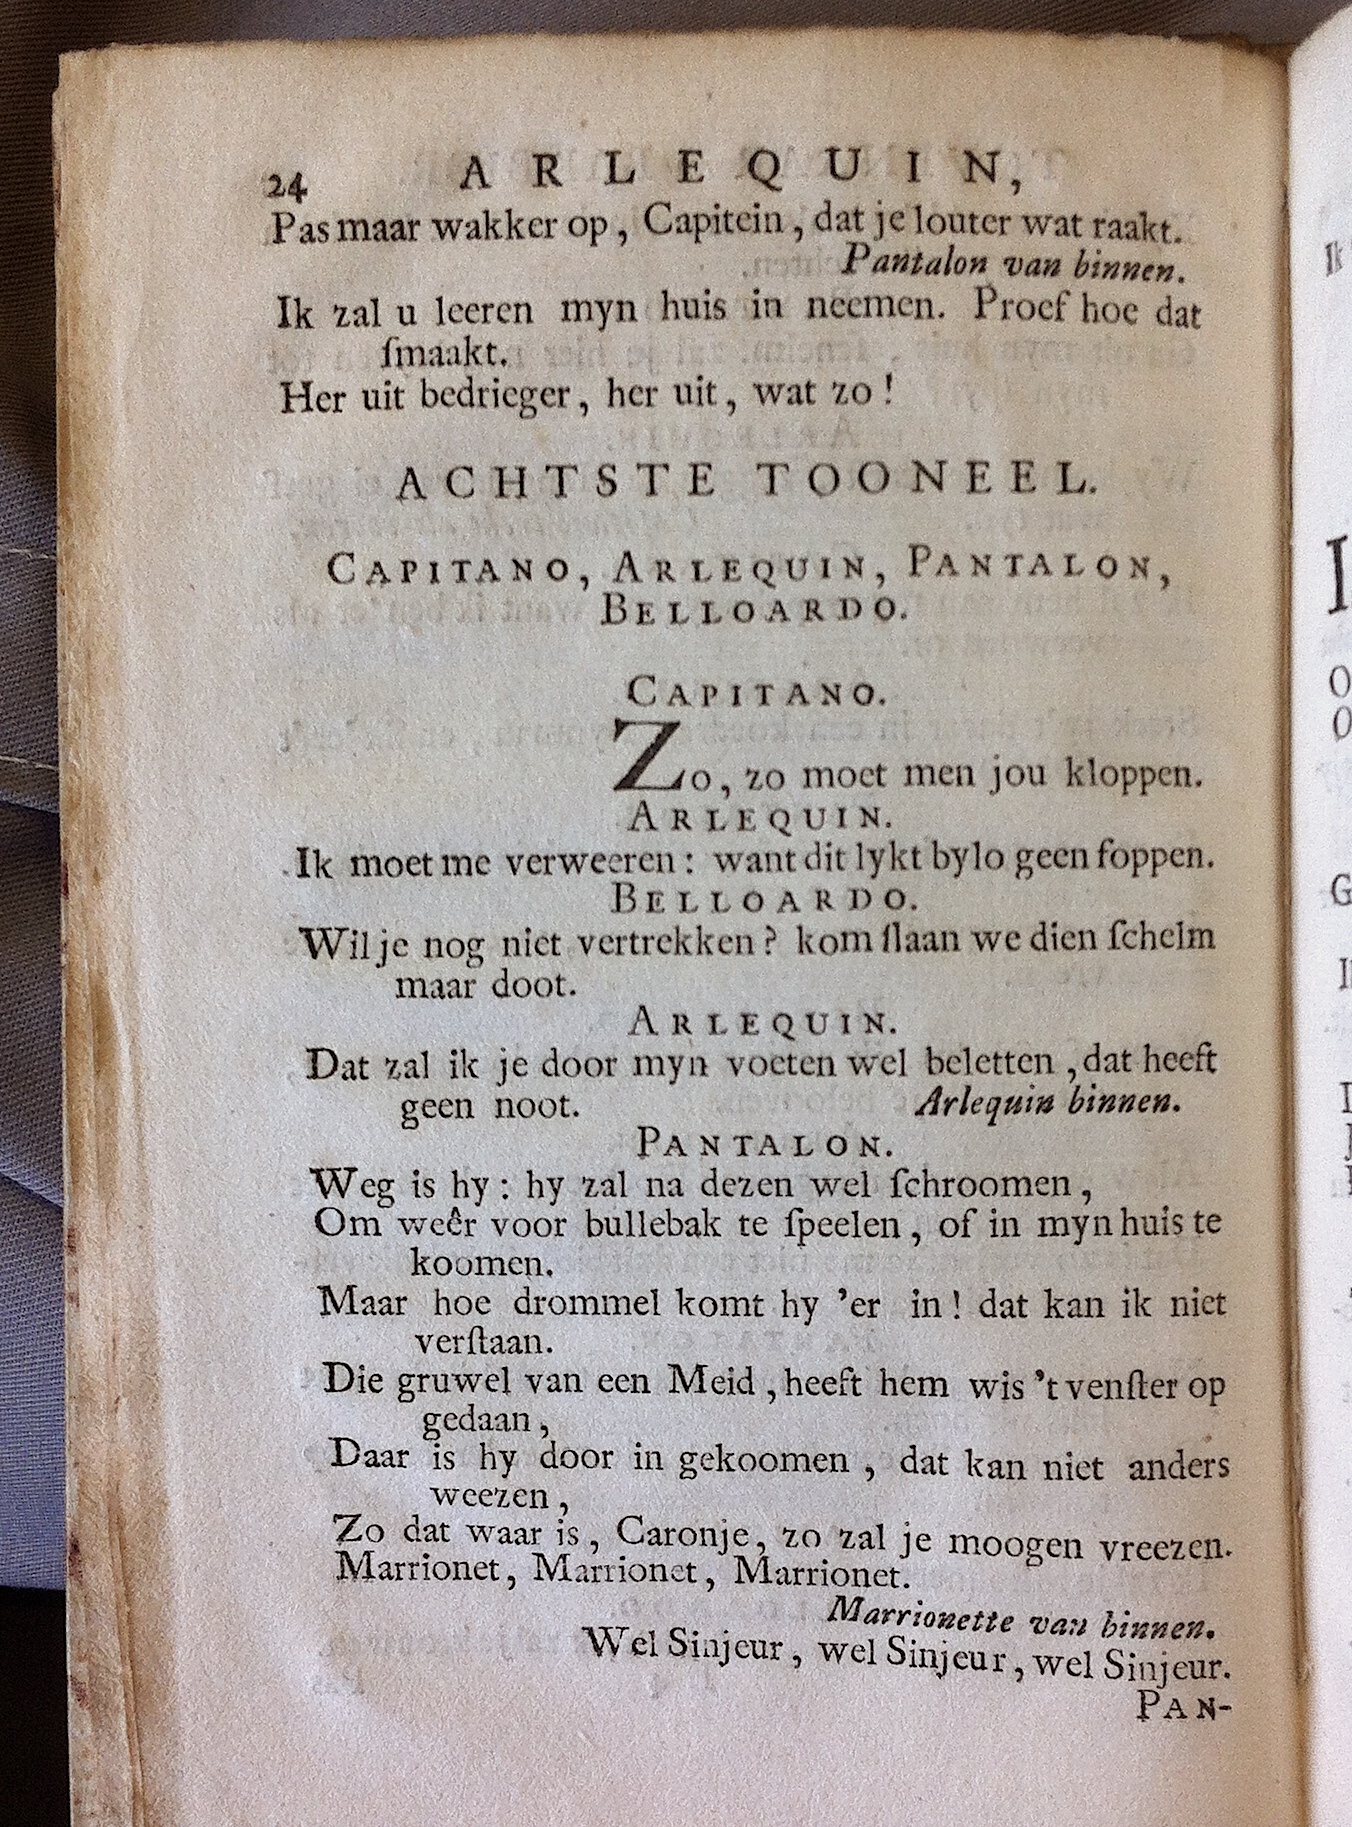 24 ARLEQUIN,
Pas maar wakker op, Capitein, dat je louter wat raakt.
Pantalon van binnen.
Ik zal u leeren myn huis in neemen. Proef hoe dat
ſmaakt.
Her uit bedrieger, her uit, wat zo!
ACHTSTE TOONEEL.
CAPITANO, ARLEQUIN, PANTALON,
BELLOARDO.
CAPITANO.
Zo, zo moet men jou kloppen.
ARLEQUIN.
Ik moet me verweeren: want dit lykt bylo geen foppen.
BELLOARDO.
Wil je nog niet vertrekken? kom ſlaan we dien ſchelm
maar doot.
ARLEQUIN.
Dat zal ik je door myn voeten wel beletten, dat heeft
geen noot. Arlequin binnen.
PANTALON.
Weg is hy: hy zal na dezen wel ſchroomen,
Om weêr voor bullebak te ſpeelen, of in myn huis te
koomen.
Maar hoe drommel komt hy 'er in! dat kan ik niet
verſtaan.
Die gruwel van een Meid, heeft hem wis 't venſter op
gedaan,
Daar is hy door in gekoomen, dat kan niet anders
weezen,
Zo dat waar is, Caronje, zo zal je moogen vreezen.
Marrionet, Marrionet, Marrionet.
Marrionette van binnen.
Wel Sinjeur, wel Sinjeur, wel Sinjeur.
PAN-